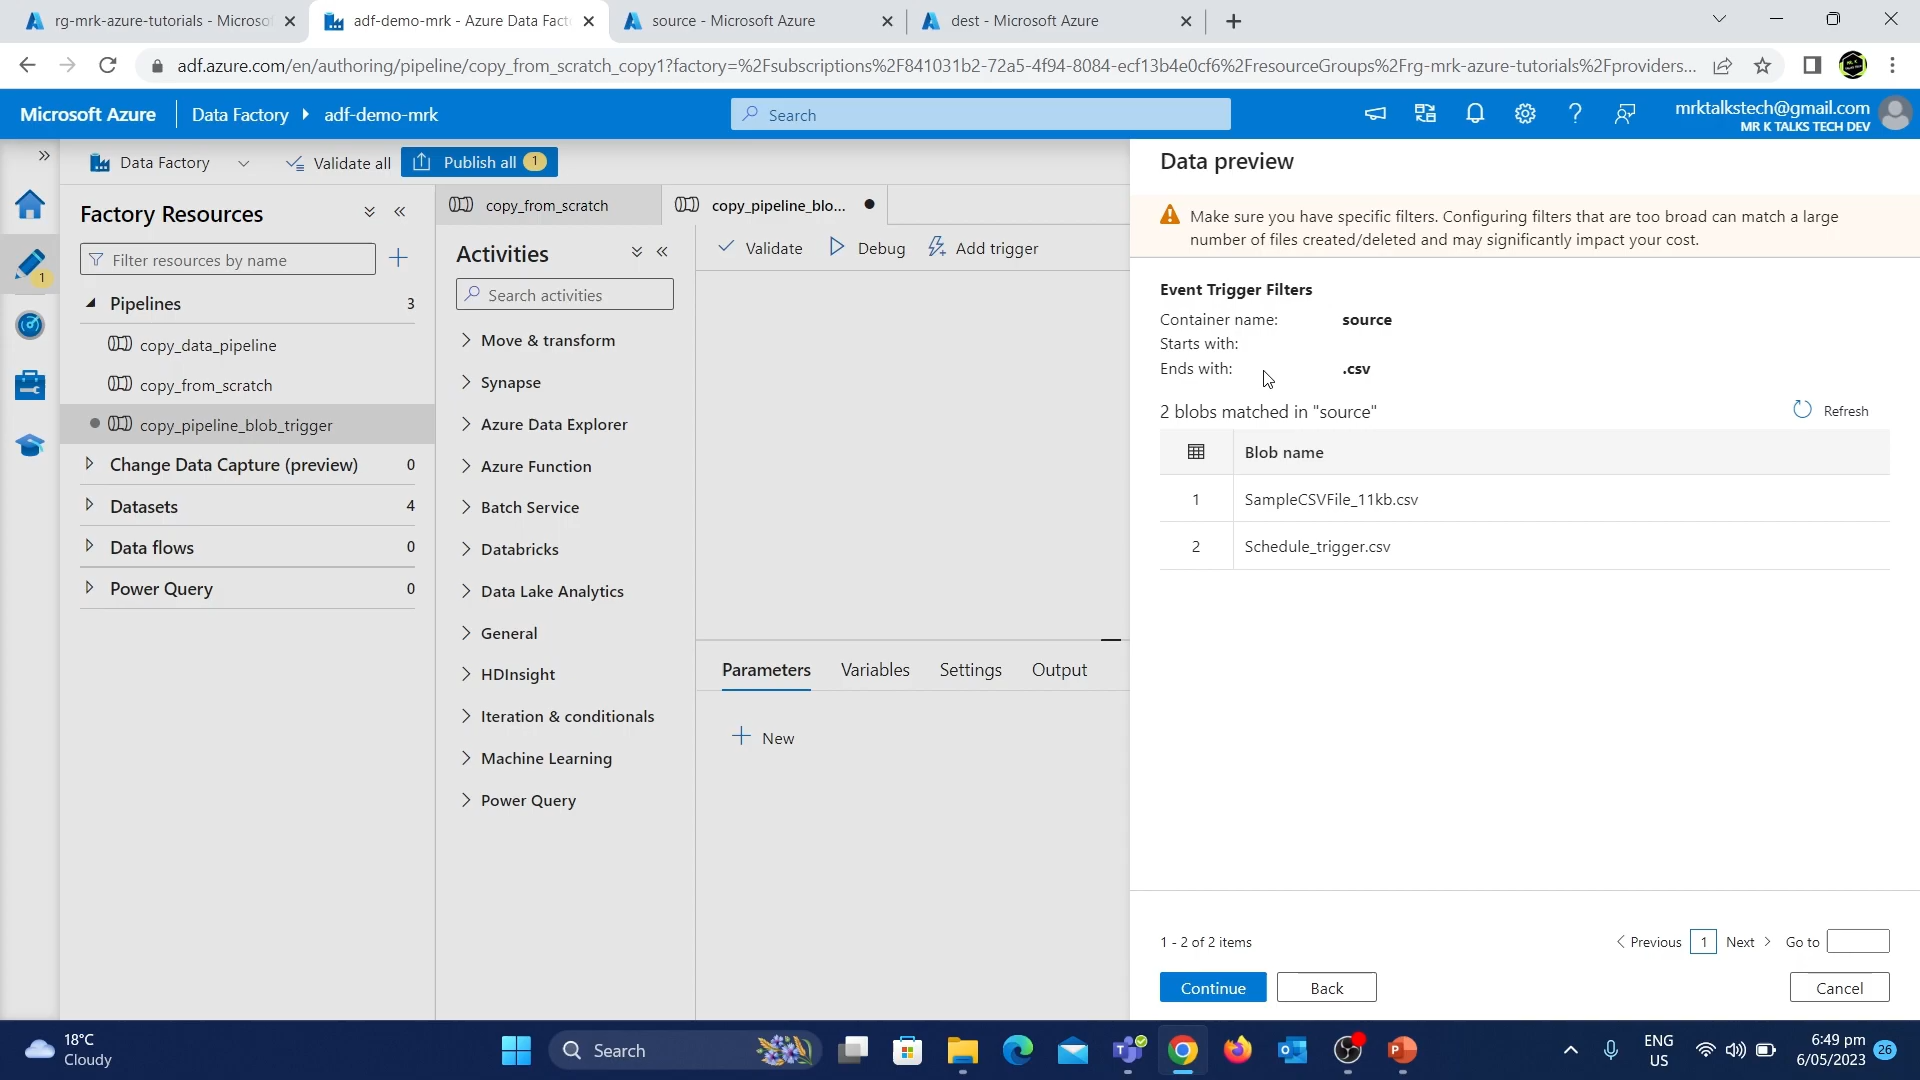 rg-mrk-azure-tutorials - Microsof
adf-demo-mrk - Azure Data Fact
source - Microsoft Azure
dest - Microsoft Azure
adf.azure.com/en/authoring/pipeline/copy_from_scratch_copy1?factory=%2Fsubscriptions%2F841031b2-72a5-4f94-8084-ecf13b4e0cf6%2FresourceGroups%2Frg-mrk-azure-tutorials%2Fproviders...
Microsoft Azure
Data Factory
adf-demo-mrk
Search
mrktalkstech@gmail.com
MR K TALKS TECH DEV
Data Factory
Validate all
Publish all 1
Factory Resources
Filter resources by name
1
Pipelines 3
copy_data_pipeline
copy_from_scratch
copy_pipeline_blob_trigger
Change Data Capture (preview) 0
Datasets 4
Data flows 0
Power Query 0
copy_from_scratch
copy_pipeline_blo...
Activities
Search activities
Move & transform
Synapse
Azure Data Explorer
Azure Function
Batch Service
Databricks
Data Lake Analytics
General
HDInsight
Iteration & conditionals
Machine Learning
Power Query
Validate
Debug
Add trigger
Parameters Variables Settings Output
New
Data preview
Make sure you have specific filters. Configuring filters that are too broad can match a large
number of files created/deleted and may significantly impact your cost.
Event Trigger Filters
Container name: source
Starts with:
Ends with: .csv
2 blobs matched in "source"
Refresh
Blob name
1 SampleCSVFile_11kb.csv
2 Schedule_trigger.csv
1 - 2 of 2 items
Previous 1 Next Go to
Continue Back Cancel
18°C
Cloudy
Search
ENG
US
6:49 pm
6/05/2023
26